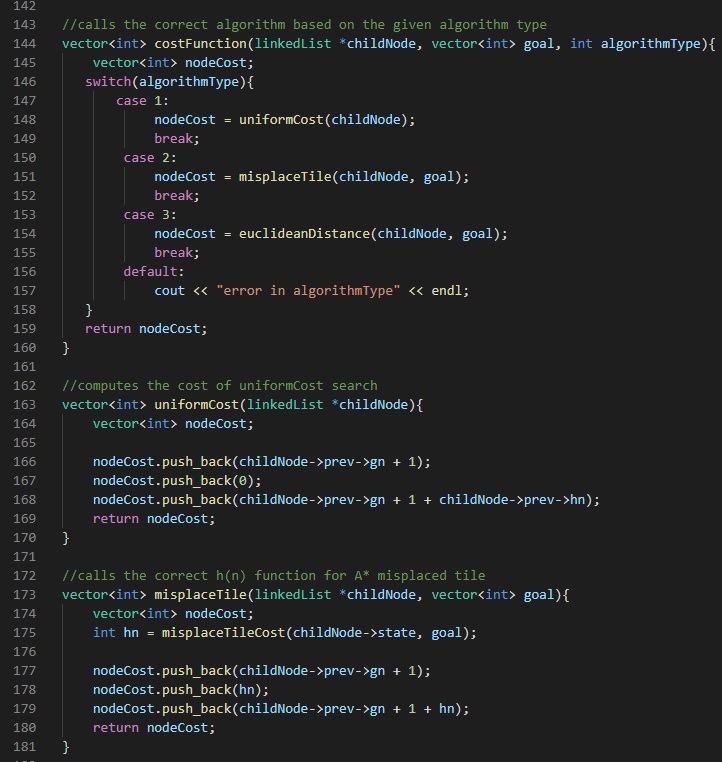 142
143 //calls the correct algorithm based on the given algorithm type
144 vector<int> costFunction(linkedList *childNode, vector<int> goal, int algorithmType){
145     vector<int> nodeCost;
146    switch(algorithmType){
147        case 1:
148             nodeCost = uniformCost(childNode);
149             break;
150         case 2:
151             nodeCost = misplaceTile(childNode, goal);
152             break;
153         case 3:
154             nodeCost = euclideanDistance(childNode, goal);
155             break;
156         default:
157             cout << "error in algorithmType" << endl;
158    }
159    return nodeCost;
160 }
161
162 //computes the cost of uniformCost search
163 vector<int> uniformCost(linkedList *childNode){
164     vector<int> nodeCost;
165
166     nodeCost.push_back(childNode->prev->gn + 1);
167     nodeCost.push_back(0);
168     nodeCost.push_back(childNode->prev->gn + 1 + childNode->prev->hn);
169     return nodeCost;
170 }
171
172 //calls the correct h(n) function for A* misplaced tile
173 vector<int> misplaceTile(linkedList *childNode, vector<int> goal){
174     vector<int> nodeCost;
175     int hn = misplaceTileCost(childNode->state, goal);
176
177     nodeCost.push_back(childNode->prev->gn + 1);
178     nodeCost.push_back(hn);
179     nodeCost.push_back(childNode->prev->gn + 1 + hn);
180     return nodeCost;
181 }